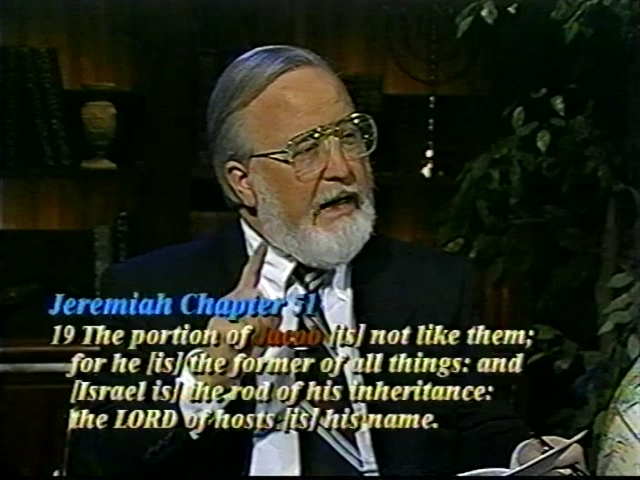 Jeremiah Chapter 51
19 The portion of Jacob [is] not like them;
for he [is] the former of all things: and
[Israel is] the rod of his inheritance:
the LORD of hosts [is] his name.